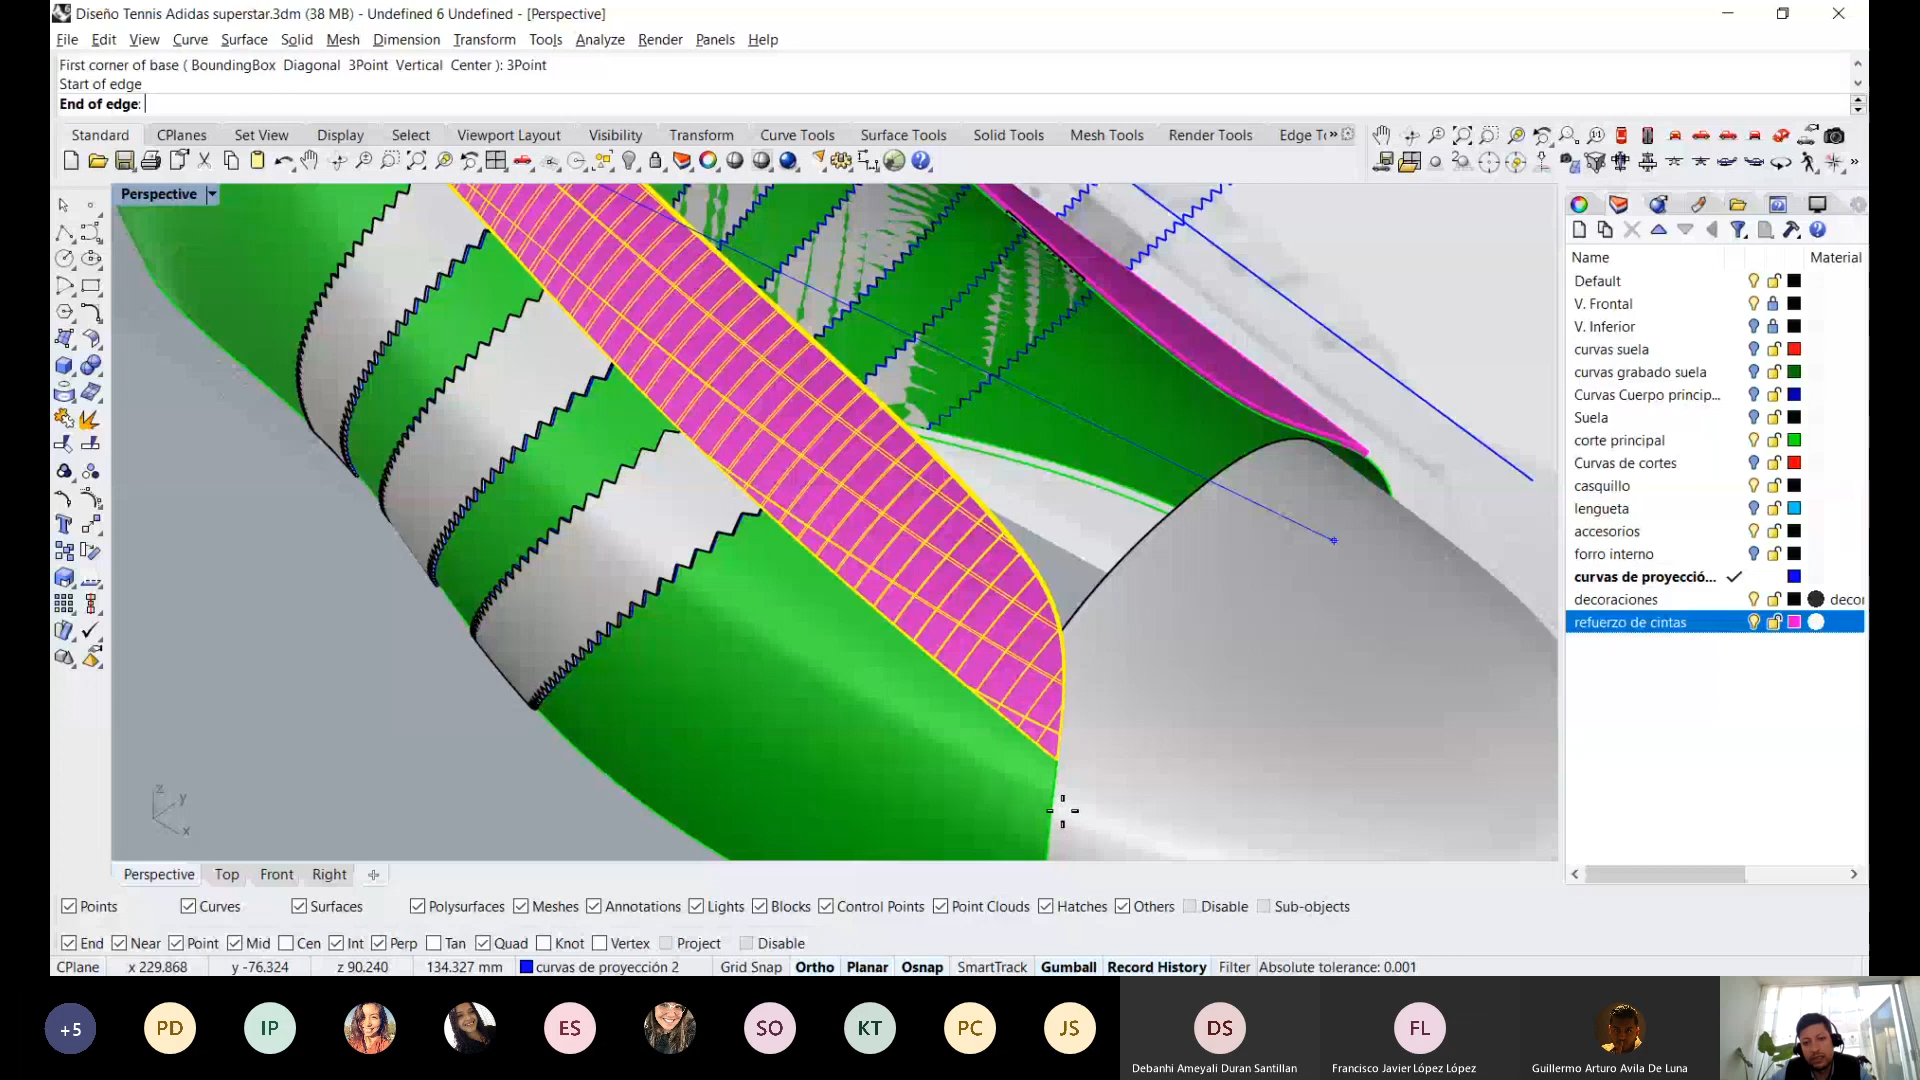 Diseño Tennis Adidas superstar.3dm (38 MB) - Undefined 6 Undefined - [Perspective]
File Edit View Curve Surface Solid Mesh Dimension Transform Tools Analyze Render Panels Help
First corner of base ( BoundingBox Diagonal 3Point Vertical Center ): 3Point
Start of edge
End of edge:
Standard CPlanes Set View Display Select Viewport Layout Visibility Transform Curve Tools Surface Tools Solid Tools Mesh Tools Render Tools Edge To »
Perspective
Name Material
Default
V. Frontal
V. Inferior
curvas suela
curvas grabado suela
Curvas Cuerpo princip...
Suela
corte principal
Curvas de cortes
casquillo
lengueta
accesorios
forro interno
curvas de proyecció...
decoraciones decor
refuerzo de cintas
z
y
x
Perspective Top Front Right
Points Curves Surfaces Polysurfaces Meshes Annotations Lights Blocks Control Points Point Clouds Hatches Others Disable Sub-objects
End Near Point Mid Cen Int Perp Tan Quad Knot Vertex Project Disable
CPlane x 229.868 y -76.324 z 90.240 134.327 mm curvas de proyección 2 Grid Snap Ortho Planar Osnap SmartTrack Gumball Record History Filter Absolute tolerance: 0.001
+5 PD IP ES SO KT PC JS DS FL
Debanhi Ameyali Duran Santillan Francisco Javier López López Guillermo Arturo Avila De Luna